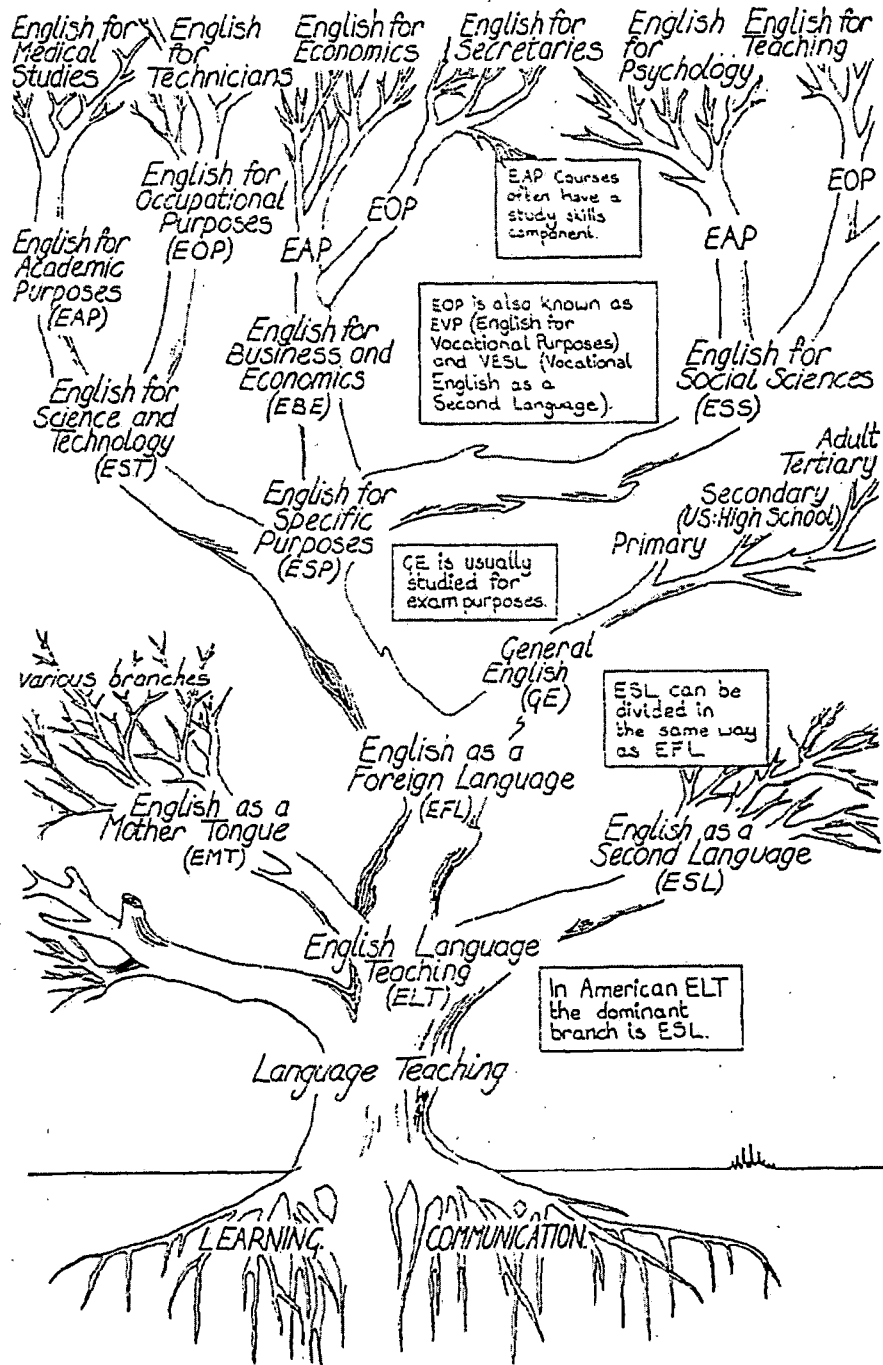 English for
Medical
Studies
English
for
Technicians
English for
Economics
English for
Secretaries
English
for
Psychology
English for
Teaching
English for
Occupational
Purposes
(EOP)
EOP
EAP Courses
often have a
study skills
component.
EOP
English for
Academic
Purposes
(EAP)
EAP
EAP
EOP is also known as
EVP (English for
Vocational Purposes)
and VESL (Vocational
English as a
Second Language).
English for
Business and
Economics
(EBE)
English for
Social Sciences
(ESS)
English for
Science and
Technology
(EST)
Adult
Tertiary
Secondary
(US:High School)
Primary
English for
Specific
Purposes
(ESP)
GE is usually
studied for
exam purposes.
General
English
(GE)
various branches
ESL can be
divided in
the same way
as EFL
English as a
Foreign Language
(EFL)
English as a
Mother Tongue
(EMT)
English as a
Second Language
(ESL)
English Language
Teaching
(ELT)
In American ELT
the dominant
branch is ESL.
Language Teaching
LEARNING.
COMMUNICATION.